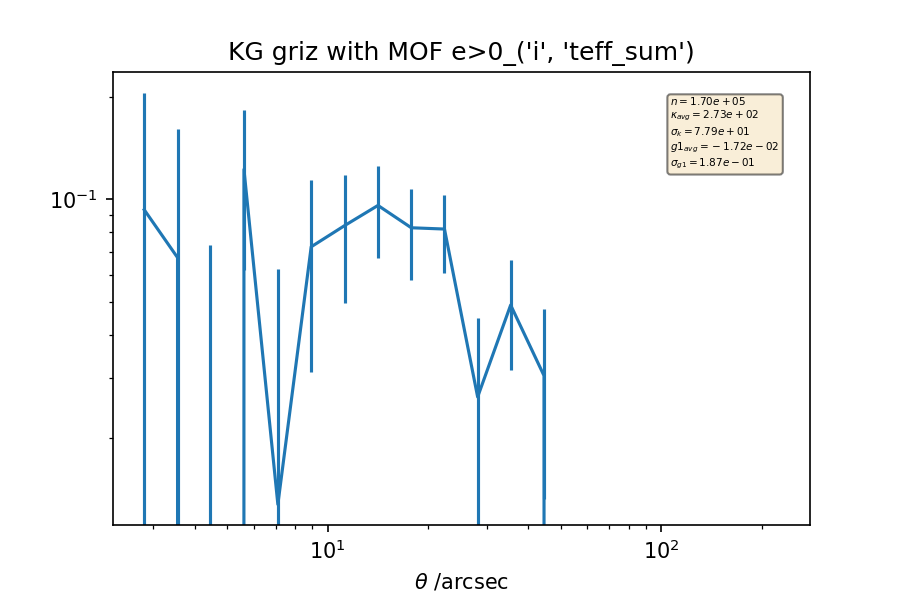 KG griz with MOF e>0_('i', 'teff_sum')
n = 1.70e + 05
κavg = 2.73e + 02
σk = 7.79e + 01
g1avg = − 1.72e − 02
σg1 = 1.87e − 01
10⁻¹
10¹ 10²
θ /arcsec